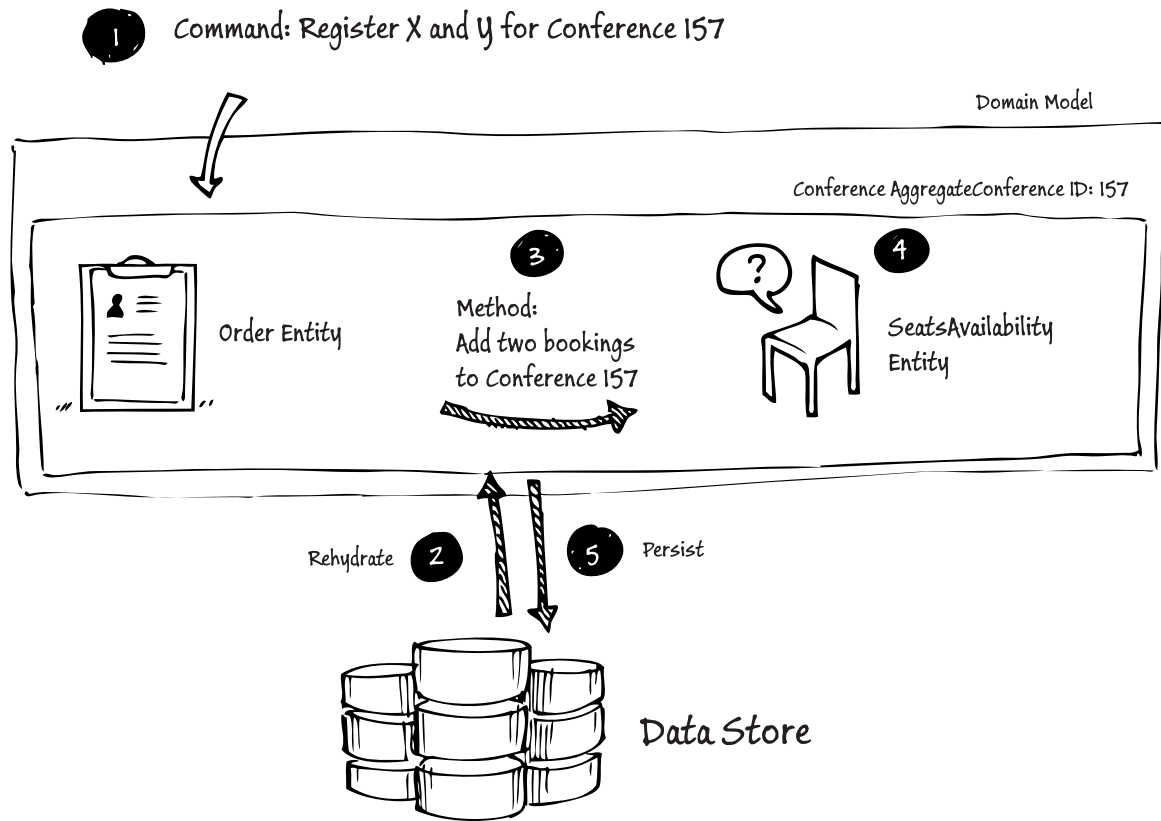 1
Command: Register X and Y for Conference 157
Domain Model
Conference AggregateConference ID: 157
Order Entity
3
Method:
Add two bookings
to Conference 157
?
4
SeatsAvailability
Entity
Rehydrate
2
5
Persist
Data Store